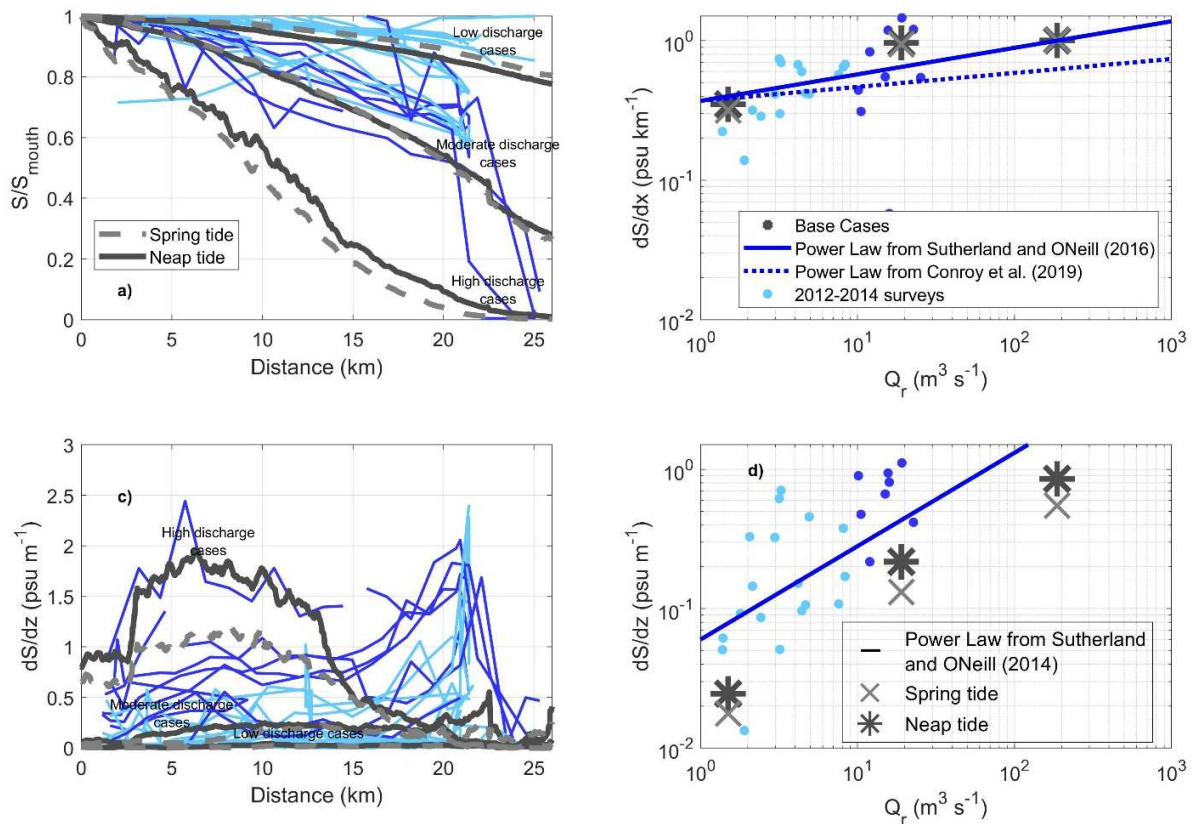 1
0.8
0.6
0.4
0.2
0
S/S_mouth
Low discharge
cases
Moderate discharge
cases
High discharge
cases
Spring tide
Neap tide
a)
0 5 10 15 20 25
Distance (km)
10^0
10^-1
10^-2
dS/dx (psu km^-1)
Base Cases
Power Law from Sutherland and ONeill (2016)
Power Law from Conroy et al. (2019)
2012-2014 surveys
10^0 10^1 10^2 10^3
Q_r (m^3 s^-1)
3
2.5
2
1.5
1
0.5
0
dS/dz (psu m^-1)
c)
High discharge
cases
Moderate discharge
cases
Low discharge cases
0 5 10 15 20 25
Distance (km)
10^0
10^-1
10^-2
dS/dz (psu m^-1)
d)
Power Law from Sutherland
and ONeill (2014)
Spring tide
Neap tide
10^0 10^1 10^2 10^3
Q_r (m^3 s^-1)